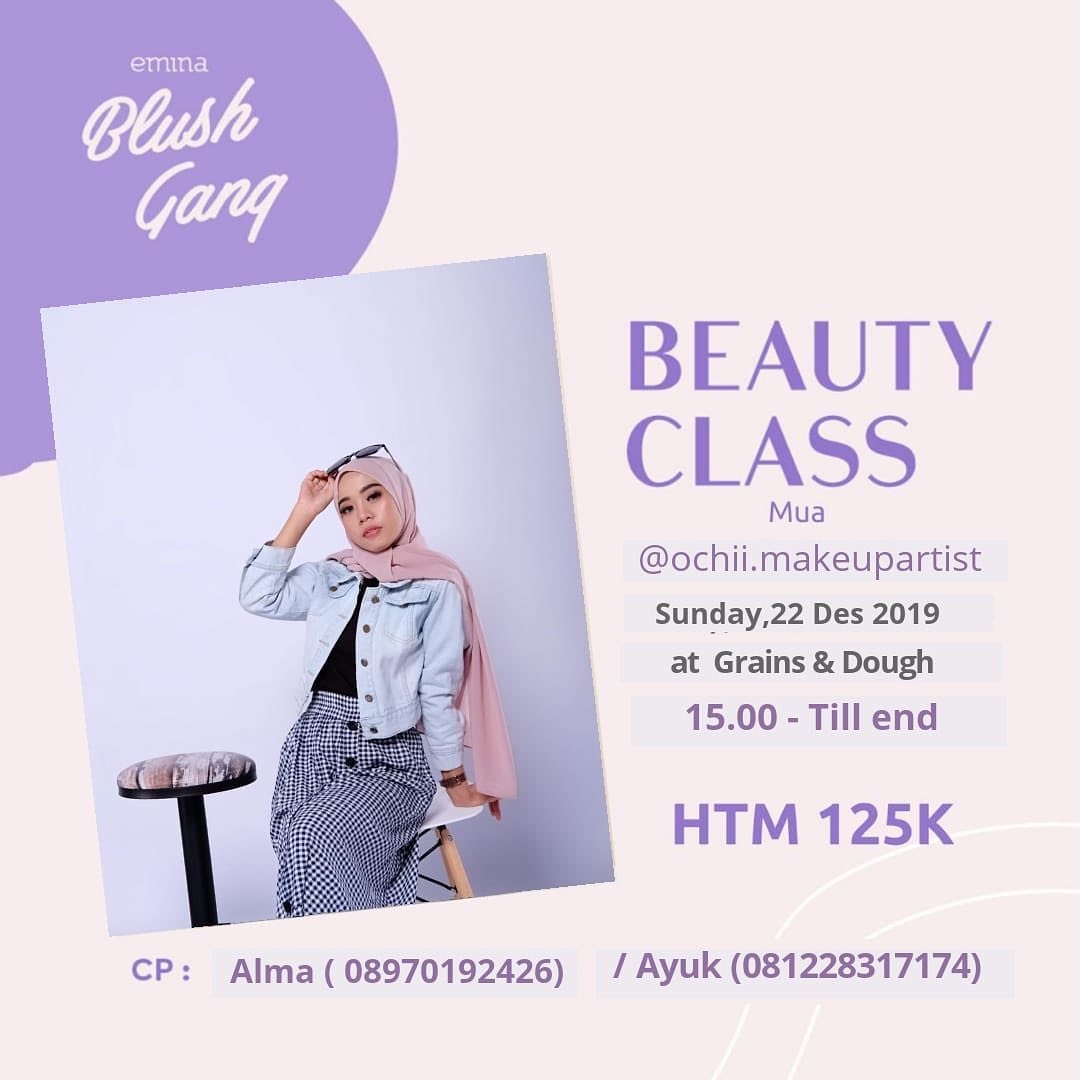 emina
Blush
Gang
BEAUTY
CLASS
Mua
@ochii.makeupartist
Sunday,22 Des 2019
at Grains & Dough
15.00 - Till end
HTM 125K
CP : Alma ( 08970192426) / Ayuk (081228317174)